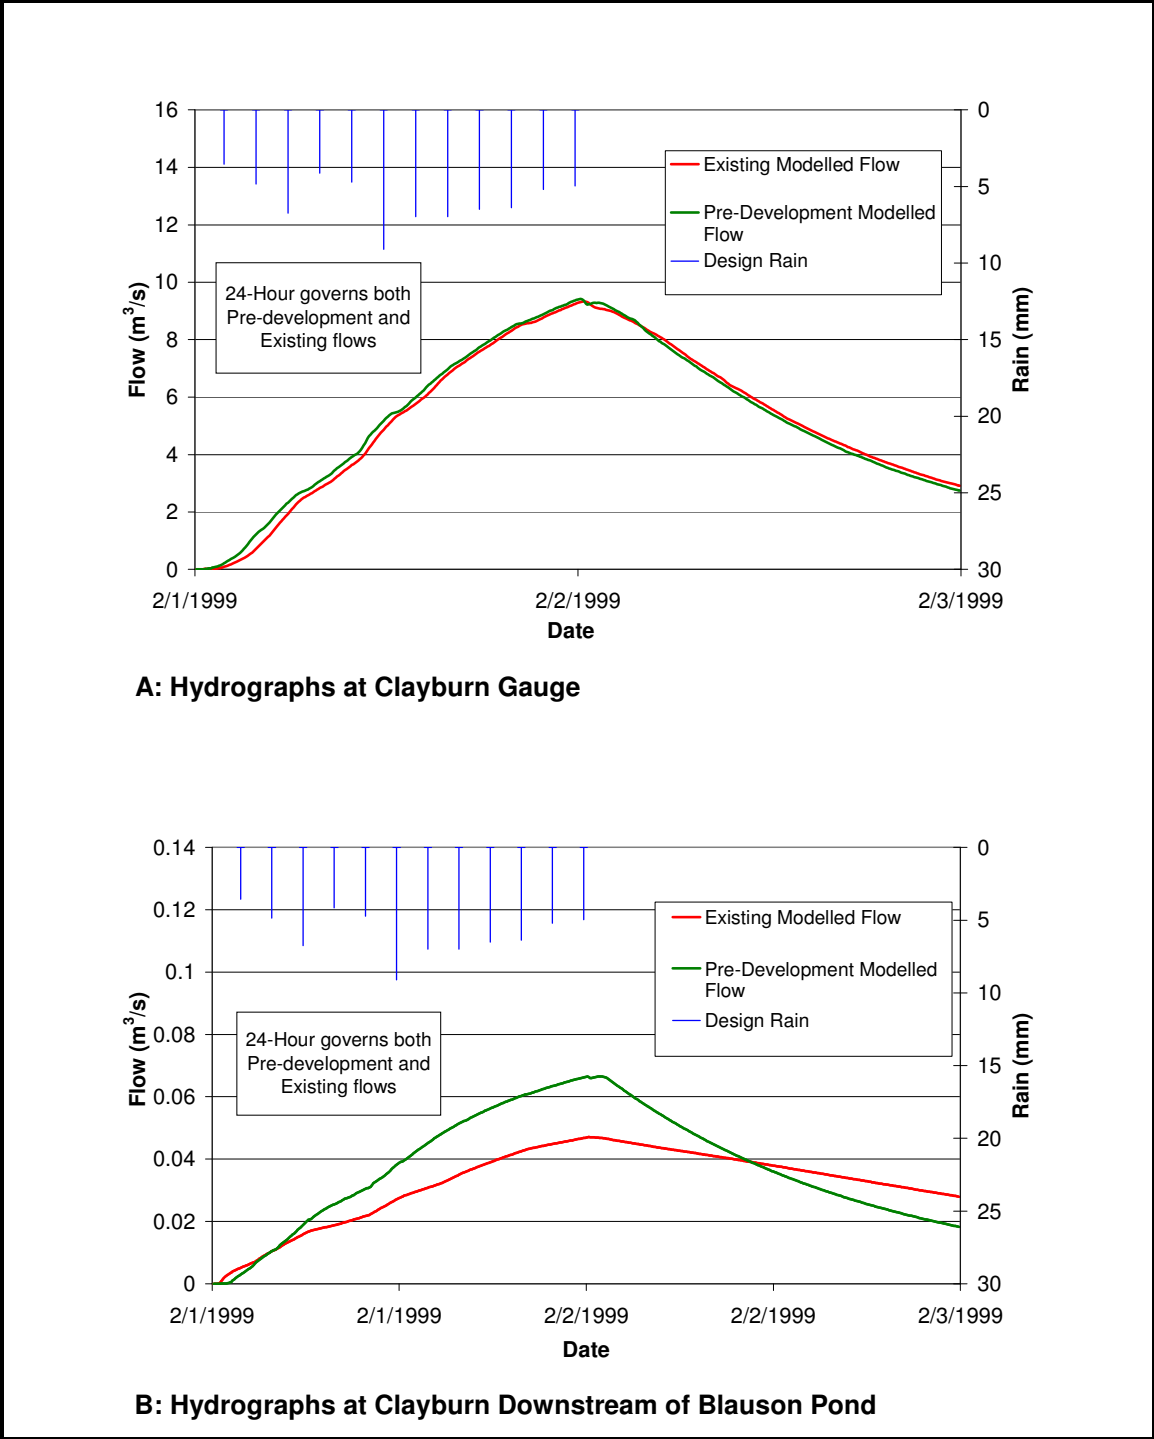 16
14
12
10
8
6
4
2
0
Flow (m³/s)
0
5
10
15
20
25
30
Rain (mm)
Existing Modelled Flow
Pre-Development Modelled
Flow
Design Rain
24-Hour governs both
Pre-development and
Existing flows
2/1/1999 2/2/1999 2/3/1999
Date
A: Hydrographs at Clayburn Gauge
0.14
0.12
0.1
0.08
0.06
0.04
0.02
0
Flow (m³/s)
0
5
10
15
20
25
30
Rain (mm)
Existing Modelled Flow
Pre-Development Modelled
Flow
Design Rain
24-Hour governs both
Pre-development and
Existing flows
2/1/1999 2/1/1999 2/2/1999 2/2/1999 2/3/1999
Date
B: Hydrographs at Clayburn Downstream of Blauson Pond